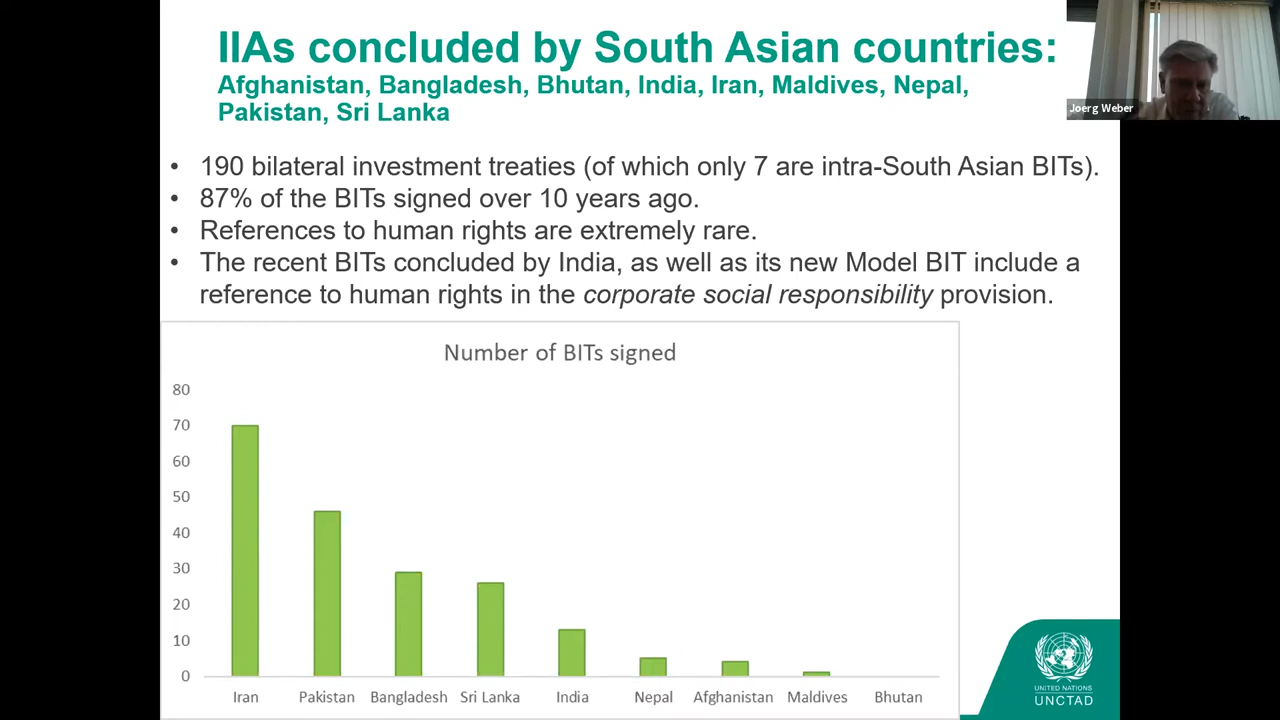 IIAs concluded by South Asian countries:
Afghanistan, Bangladesh, Bhutan, India, Iran, Maldives, Nepal,
Pakistan, Sri Lanka
Joerg Weber
• 190 bilateral investment treaties (of which only 7 are intra-South Asian BITs).
• 87% of the BITs signed over 10 years ago.
• References to human rights are extremely rare.
• The recent BITs concluded by India, as well as its new Model BIT include a
reference to human rights in the corporate social responsibility provision.
Number of BITs signed
80
70
60
50
40
30
20
10
0
Iran Pakistan Bangladesh Sri Lanka India Nepal Afghanistan Maldives Bhutan
UNITED NATIONS
UNCTAD